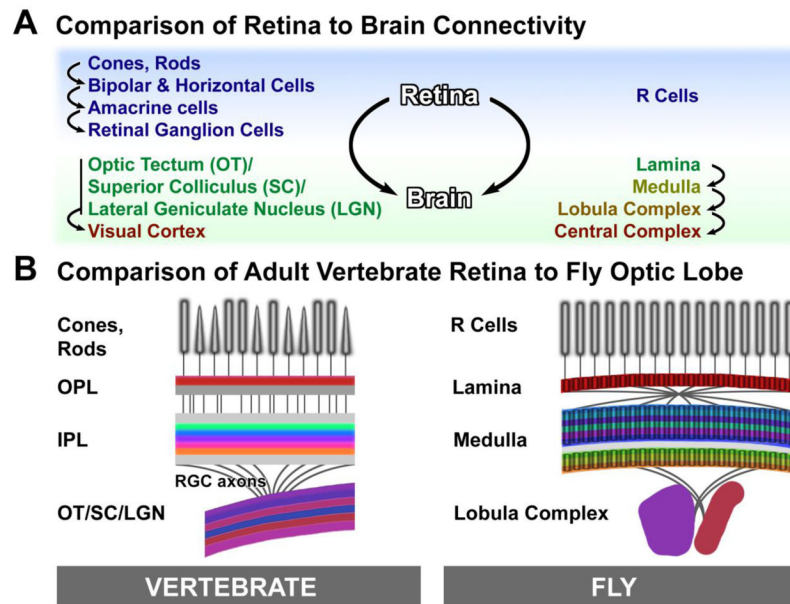 A Comparison of Retina to Brain Connectivity
Cones, Rods
Bipolar & Horizontal Cells
Amacrine cells
Retinal Ganglion Cells
Retina
R Cells
Optic Tectum (OT)/
Superior Colliculus (SC)/
Lateral Geniculate Nucleus (LGN)
Visual Cortex
Brain
Lamina
Medulla
Lobula Complex
Central Complex
B Comparison of Adult Vertebrate Retina to Fly Optic Lobe
Cones,
Rods
OPL
IPL
RGC axons
OT/SC/LGN
VERTEBRATE
R Cells
Lamina
Medulla
Lobula Complex
FLY